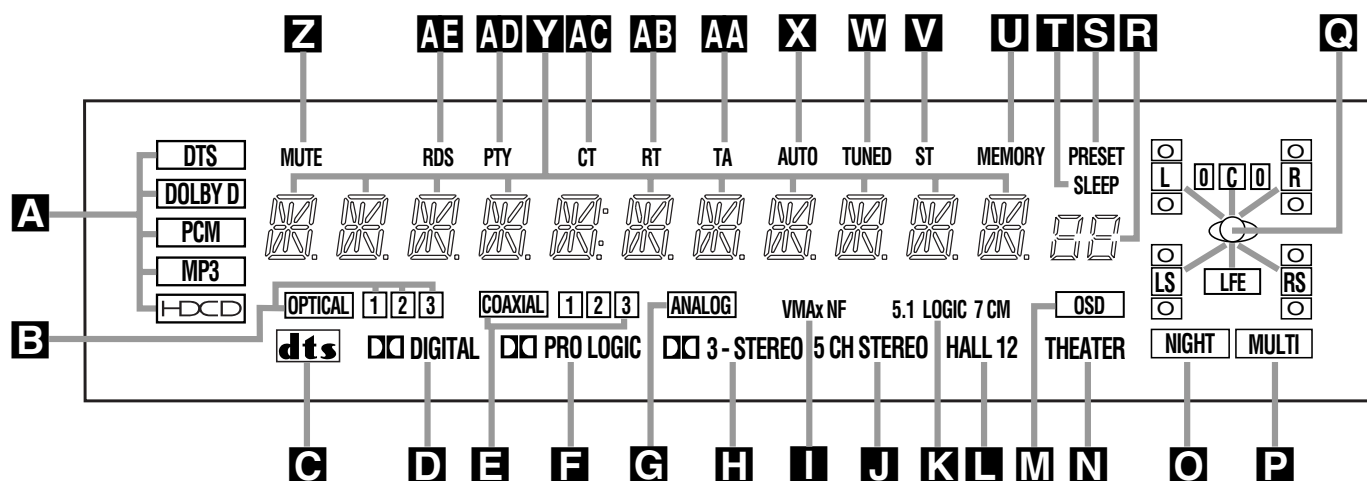 Z AE AD Y AC AB AA X W V U T S R Q
DTS MUTE RDS PTY CT RT TA AUTO TUNED ST MEMORY PRESET
SLEEP
L 0 C 0 R
DOLBY D
A
PCM
MP3
HDCD
LS LFE RS
B
OPTICAL 1 2 3 COAXIAL 1 2 3 ANALOG VMAx NF 5.1 LOGIC 7 CM OSD
dts DIGITAL PRO LOGIC 3 - STEREO 5 CH STEREO HALL 12 THEATER NIGHT MULTI
C D E F G H I J K L M N O P